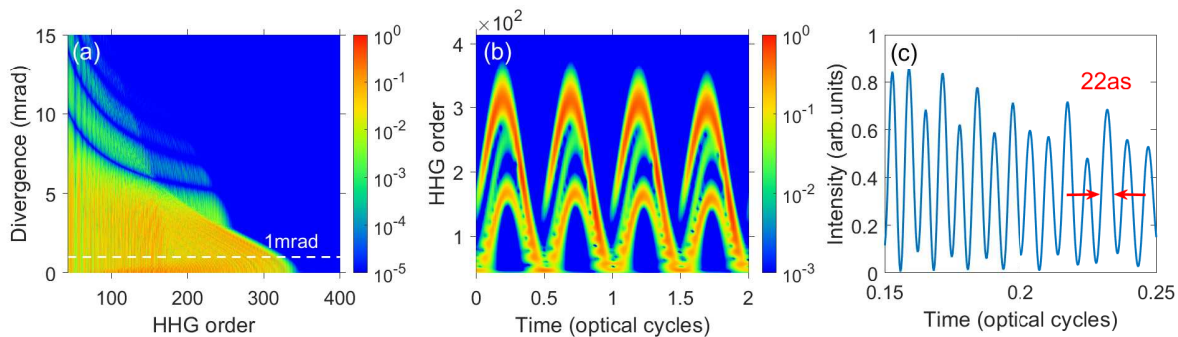 (a)
Divergence (mrad)
15
10
5
0
1mrad
100 200 300 400
HHG order
10^0
10^-1
10^-2
10^-3
10^-4
10^-5
×10^2
(b)
HHG order
4
3
2
1
0 0.5 1 1.5 2
Time (optical cycles)
10^0
10^-1
10^-2
10^-3
(c)
22as
Intensity (arb.units)
1
0.8
0.6
0.4
0.2
0
0.15 0.2 0.25
Time (optical cycles)